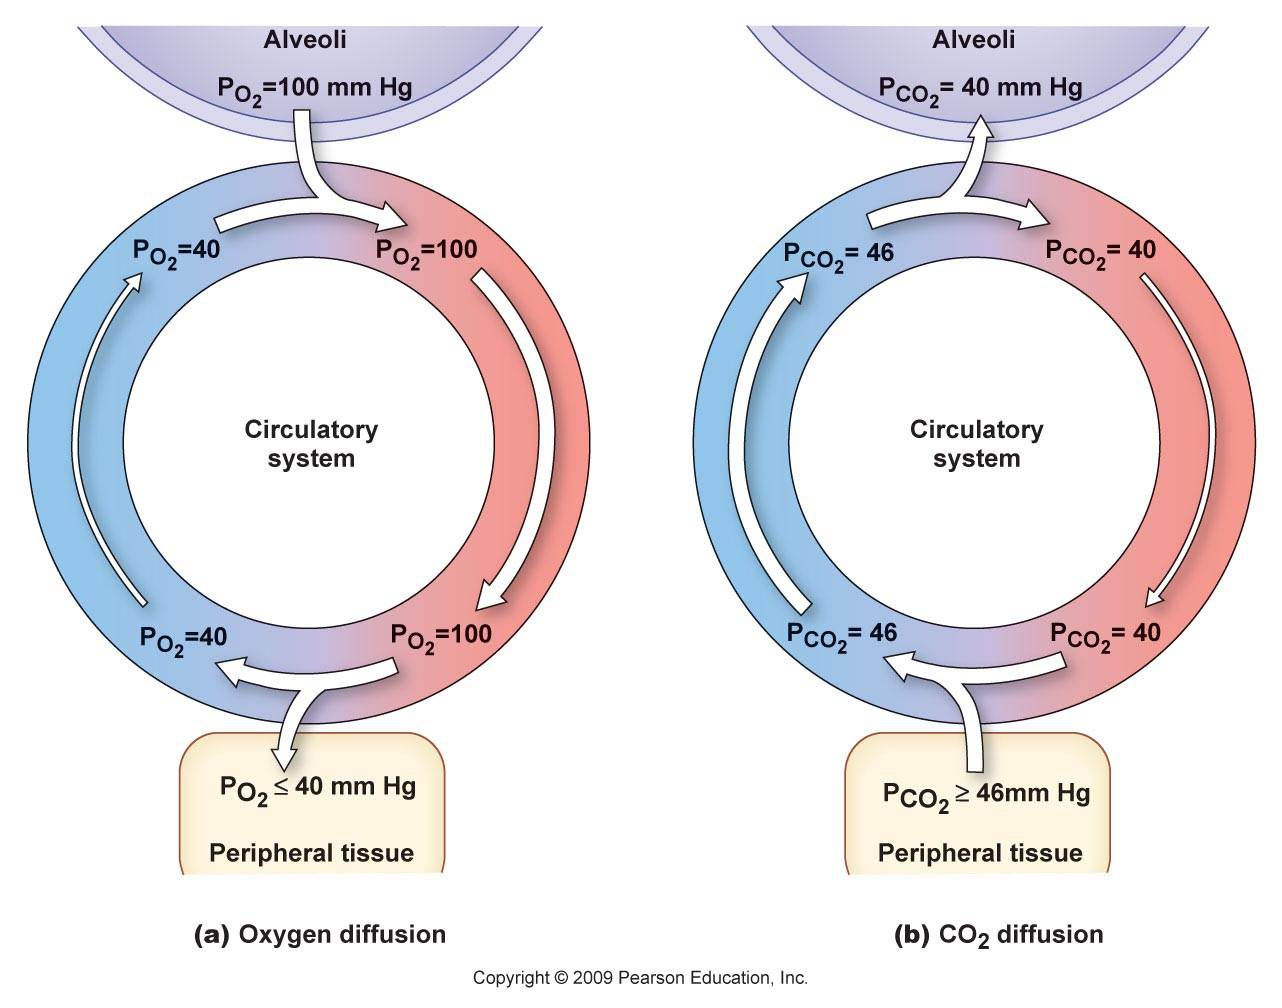 Alveoli
PO2=100 mm Hg
PO2=40
PO2=100
Circulatory
system
PO2=40
PO2=100
PO2 ≤ 40 mm Hg
Peripheral tissue
(a) Oxygen diffusion
Alveoli
PCO2= 40 mm Hg
PCO2= 46
PCO2= 40
Circulatory
system
PCO2= 46
PCO2= 40
PCO2 ≥ 46mm Hg
Peripheral tissue
(b) CO2 diffusion
Copyright © 2009 Pearson Education, Inc.